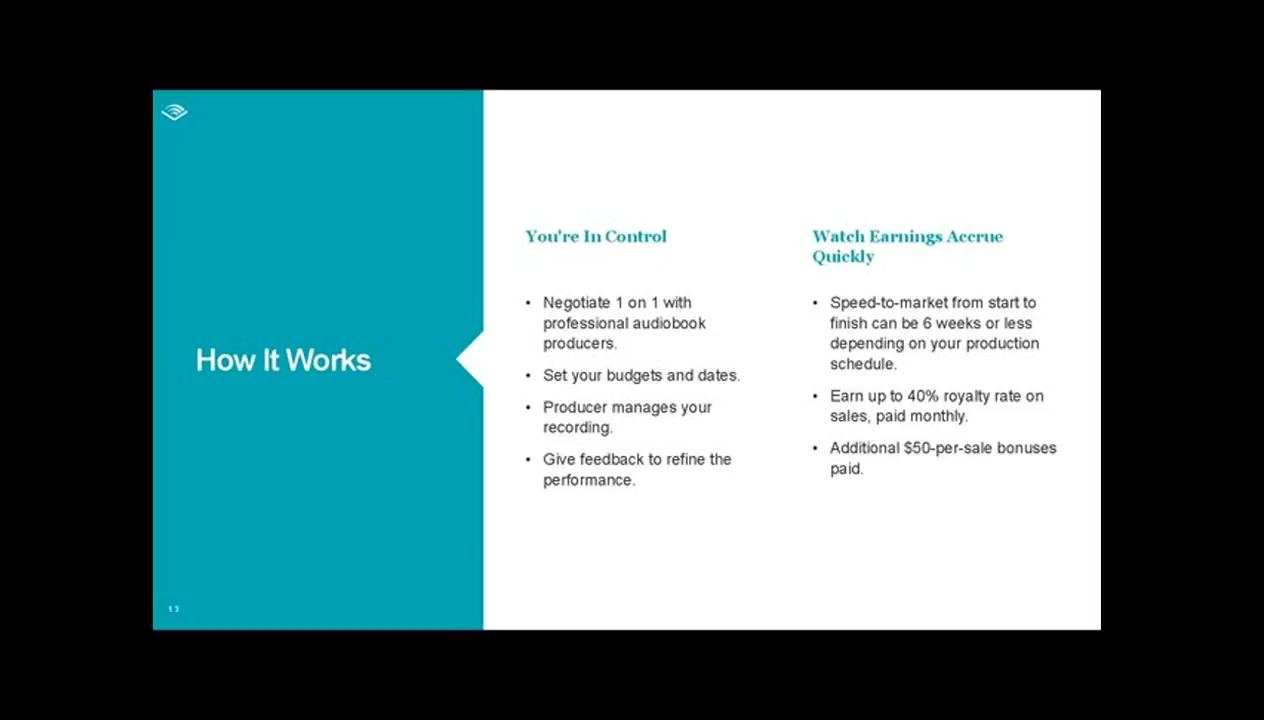 How It Works
You're In Control
• Negotiate 1 on 1 with
professional audiobook
producers.
• Set your budgets and dates.
• Producer manages your
recording.
• Give feedback to refine the
performance.
Watch Earnings Accrue
Quickly
• Speed-to-market from start to
finish can be 6 weeks or less
depending on your production
schedule.
• Earn up to 40% royalty rate on
sales, paid monthly.
• Additional $50-per-sale bonuses
paid.
13